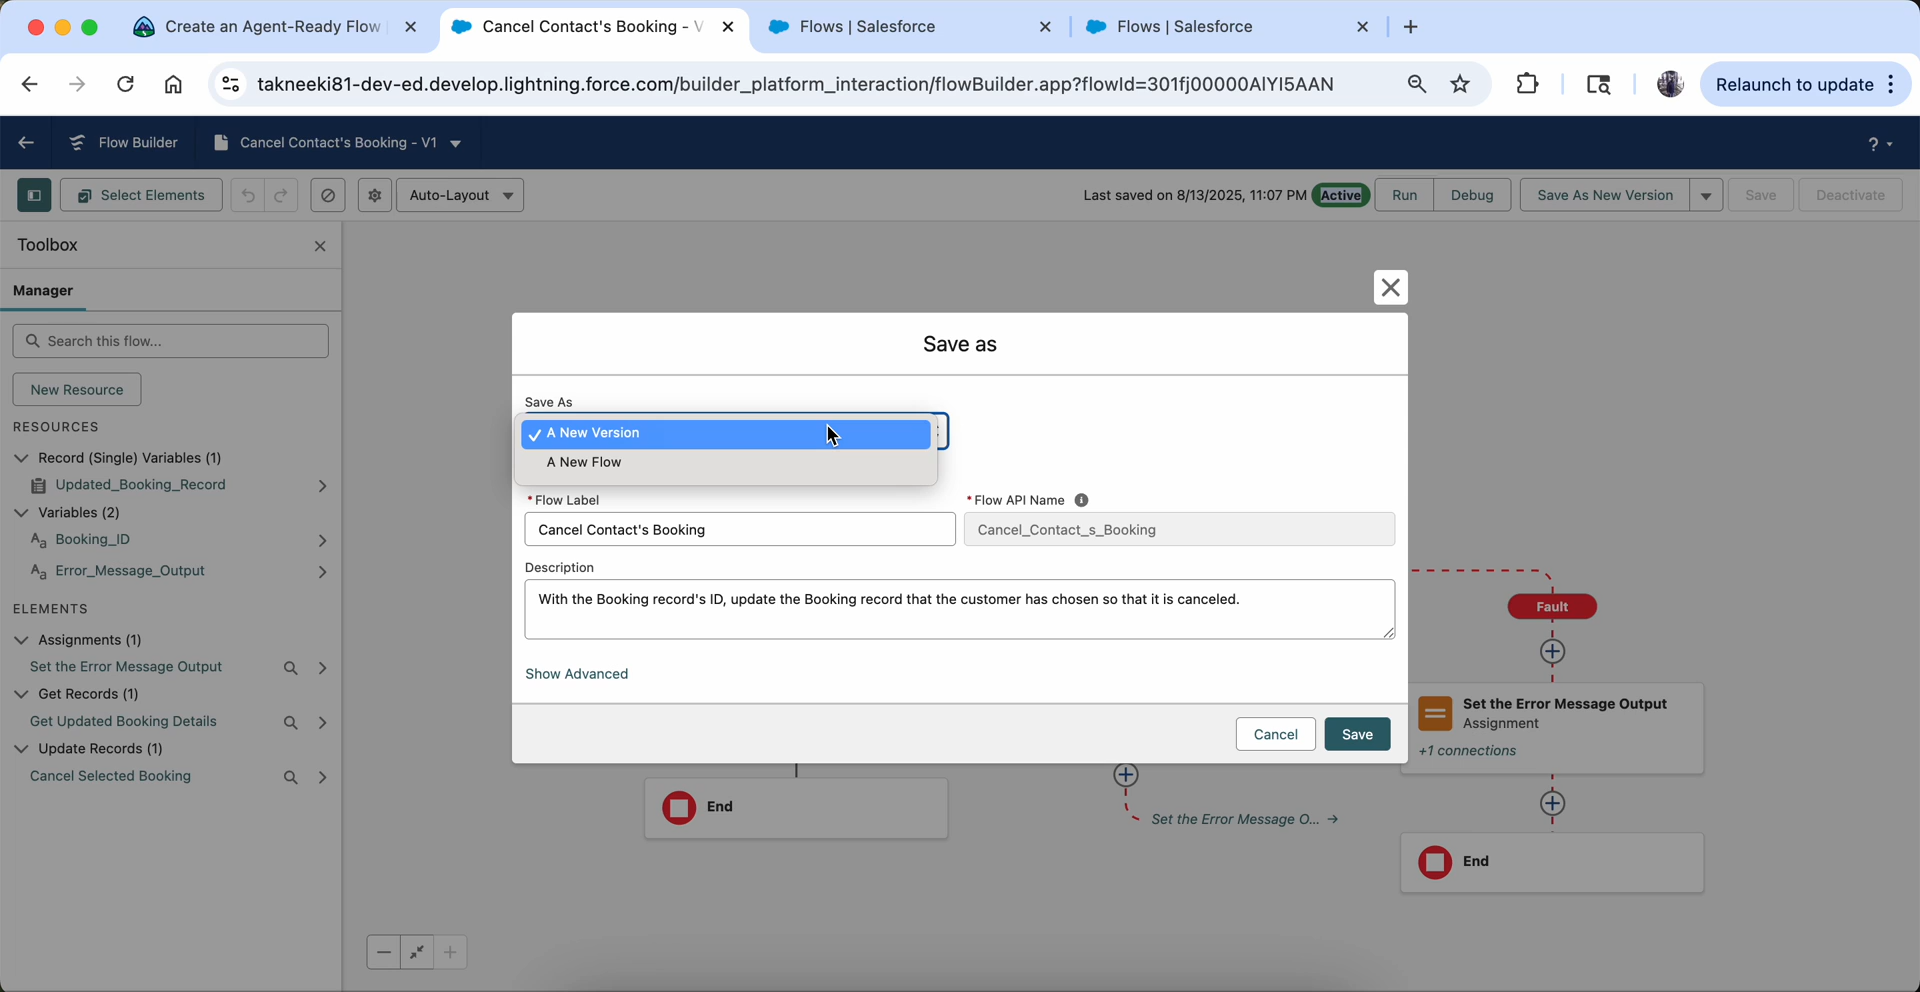 Create an Agent-Ready Flow
Cancel Contact's Booking - V
Flows | Salesforce
Flows | Salesforce
takneeki81-dev-ed.develop.lightning.force.com/builder_platform_interaction/flowBuilder.app?flowId=301fj00000AlYI5AAN
Relaunch to update
Flow Builder
Cancel Contact's Booking - V1
?
Select Elements
Auto-Layout
Last saved on 8/13/2025, 11:07 PM
Active
Run
Debug
Save As New Version
Save
Deactivate
Toolbox
Manager
Search this flow...
New Resource
RESOURCES
Record (Single) Variables (1)
Updated_Booking_Record
Variables (2)
Aa Booking_ID
Aa Error_Message_Output
ELEMENTS
Assignments (1)
Set the Error Message Output
Get Records (1)
Get Updated Booking Details
Update Records (1)
Cancel Selected Booking
Save as
Save As
A New Version
A New Flow
* Flow Label
Cancel Contact's Booking
* Flow API Name
Cancel_Contact_s_Booking
Description
With the Booking record's ID, update the Booking record that the customer has chosen so that it is canceled.
Show Advanced
Cancel
Save
Fault
Set the Error Message Output
Assignment
+1 connections
End
Set the Error Message O... →
End